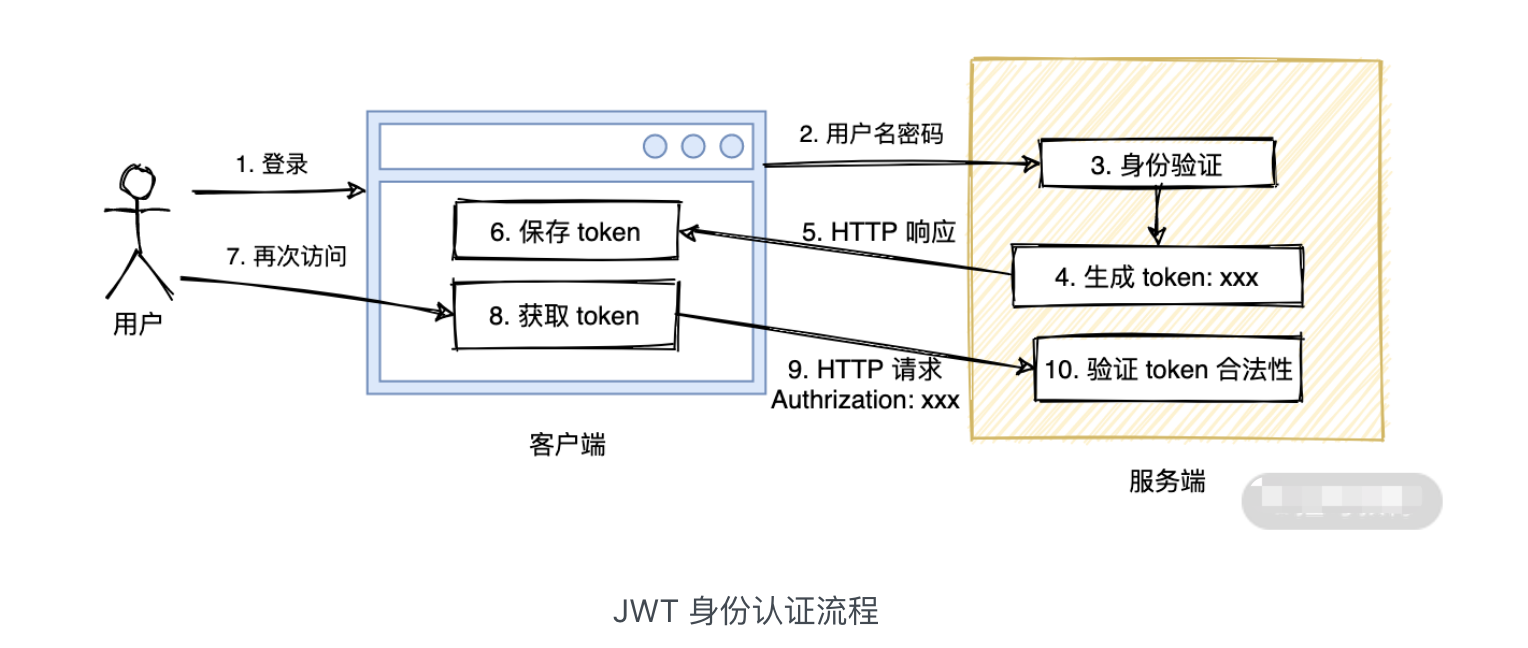 1. 登录
2. 用户名密码
3. 身份验证
6. 保存 token
5. HTTP 响应
7. 再次访问
4. 生成 token: xxx
8. 获取 token
用户
9. HTTP 请求
Authrization: xxx
10. 验证 token 合法性
客户端
服务端
JWT 身份认证流程